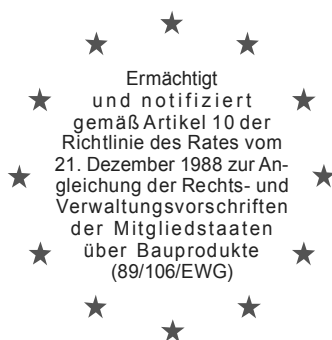 Ermächtigt
und notifiziert
gemäß Artikel 10 der
Richtlinie des Rates vom
21. Dezember 1988 zur An-
gleichung der Rechts- und
Verwaltungsvorschriften
der Mitgliedstaaten
über Bauprodukte
(89/106/EWG)